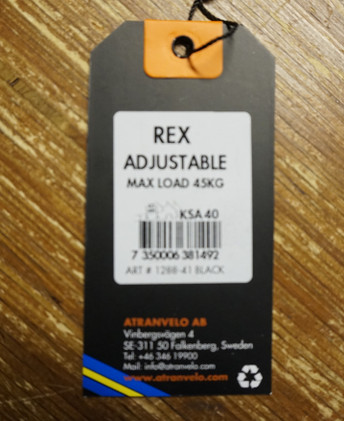 REX
ADJUSTABLE
MAX LOAD 45KG
KSA 40
7 350006 381492
ART # 1288-41 BLACK
ATRANVELO AB
Vinbergsvägen 4
SE-311 50 Falkenberg, Sweden
Tel: +46 346 19900
Mail: info@atranvelo.com
www.atranvelo.com